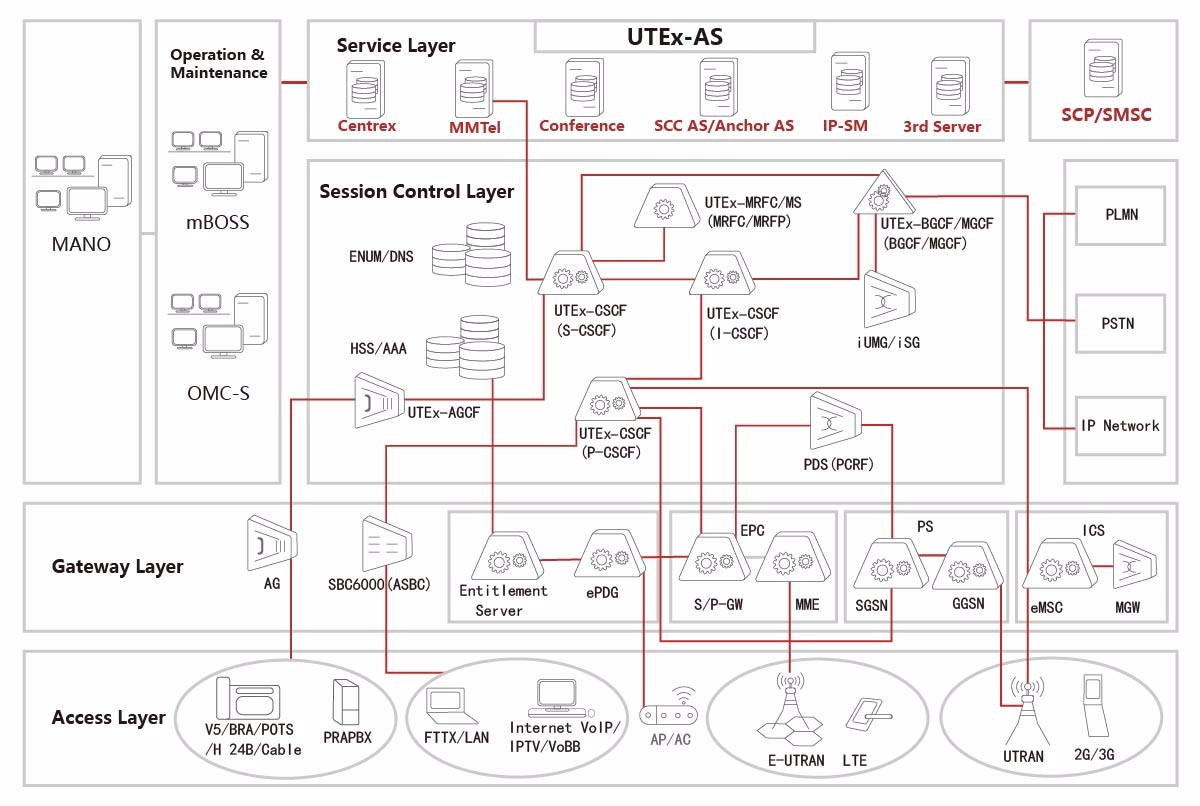 UTEx-AS
Service Layer
Operation &
Maintenance
Centrex
MMTel
Conference
SCC AS/Anchor AS
IP-SM
3rd Server
SCP/SMSC
mBOSS
MANO
OMC-S
Session Control Layer
UTEx-MRFC/MS
(MRFC/MRFP)
UTEx-BGCF/MGCF
(BGCF/MGCF)
PLMN
ENUM/DNS
UTEx-CSCF
(S-CSCF)
UTEx-CSCF
(I-CSCF)
iUMG/iSG
PSTN
HSS/AAA
UTEx-AGCF
UTEx-CSCF
(P-CSCF)
PDS(PCRF)
IP Network
Gateway Layer
AG
SBC6000(ASBC)
Entitlement
Server
ePDG
EPC
S/P-GW
MME
PS
SGSN
GGSN
ICS
eMSC
MGW
Access Layer
V5/BRA/POTS
/H 24B/Cable
PRAPBX
FTTX/LAN
Internet VoIP/
IPTV/VoBB
AP/AC
E-UTRAN
LTE
UTRAN
2G/3G